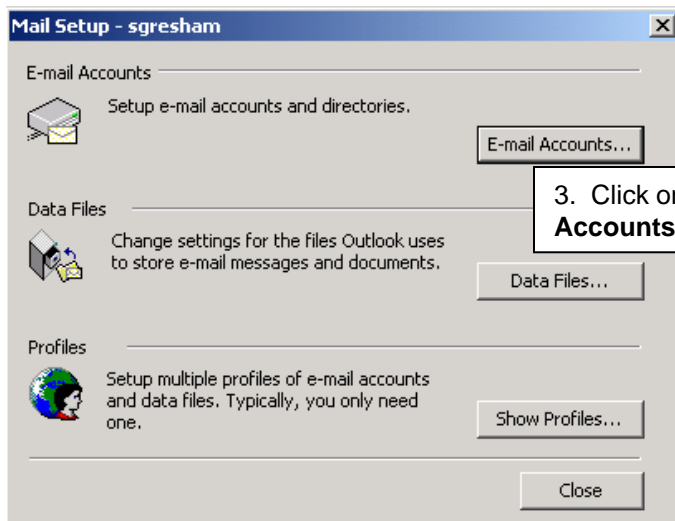 Mail Setup - sgresham
E-mail Accounts
Setup e-mail accounts and directories.
E-mail Accounts...
3. Click
Accounts
Data Files
Change settings for the files Outlook uses
to store e-mail messages and documents.
Data Files...
Profiles
Setup multiple profiles of e-mail accounts
and data files. Typically, you only need
one.
Show Profiles...
Close